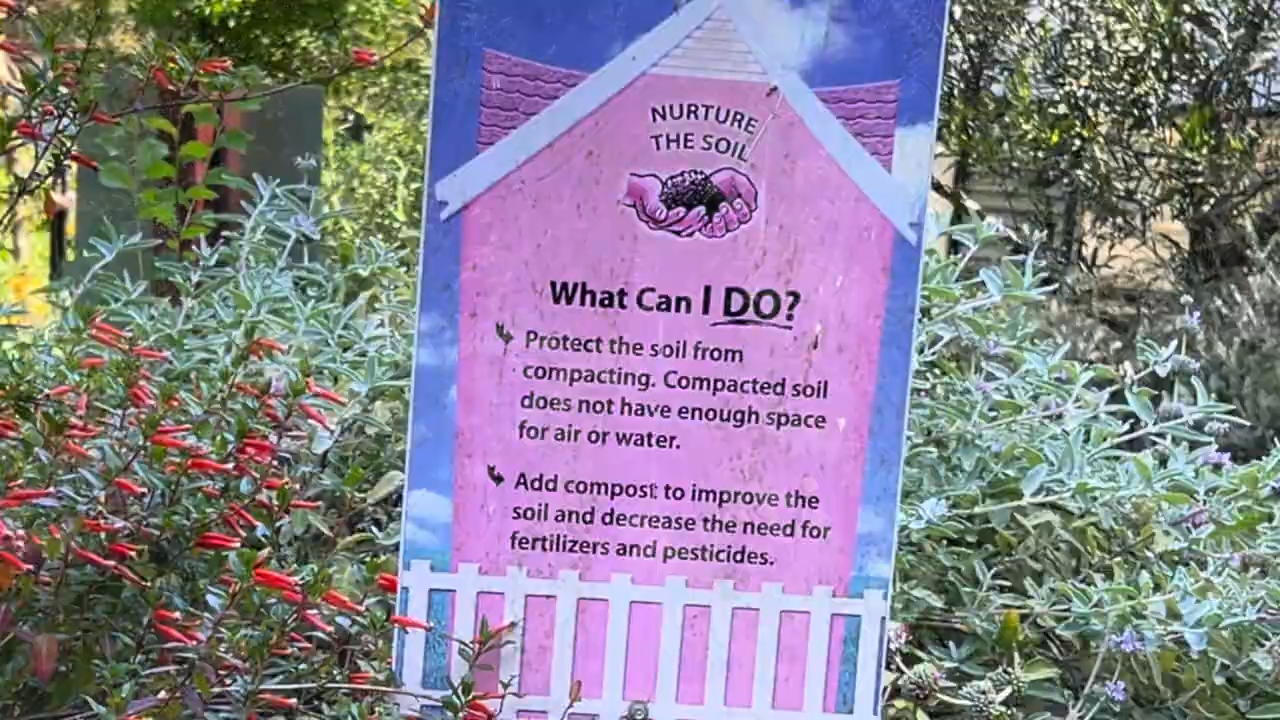 NURTURE
THE SOIL
What Can I DO?
Protect the soil from
compacting. Compacted soil
does not have enough space
for air or water.
Add compost to improve the
soil and decrease the need for
fertilizers and pesticides.